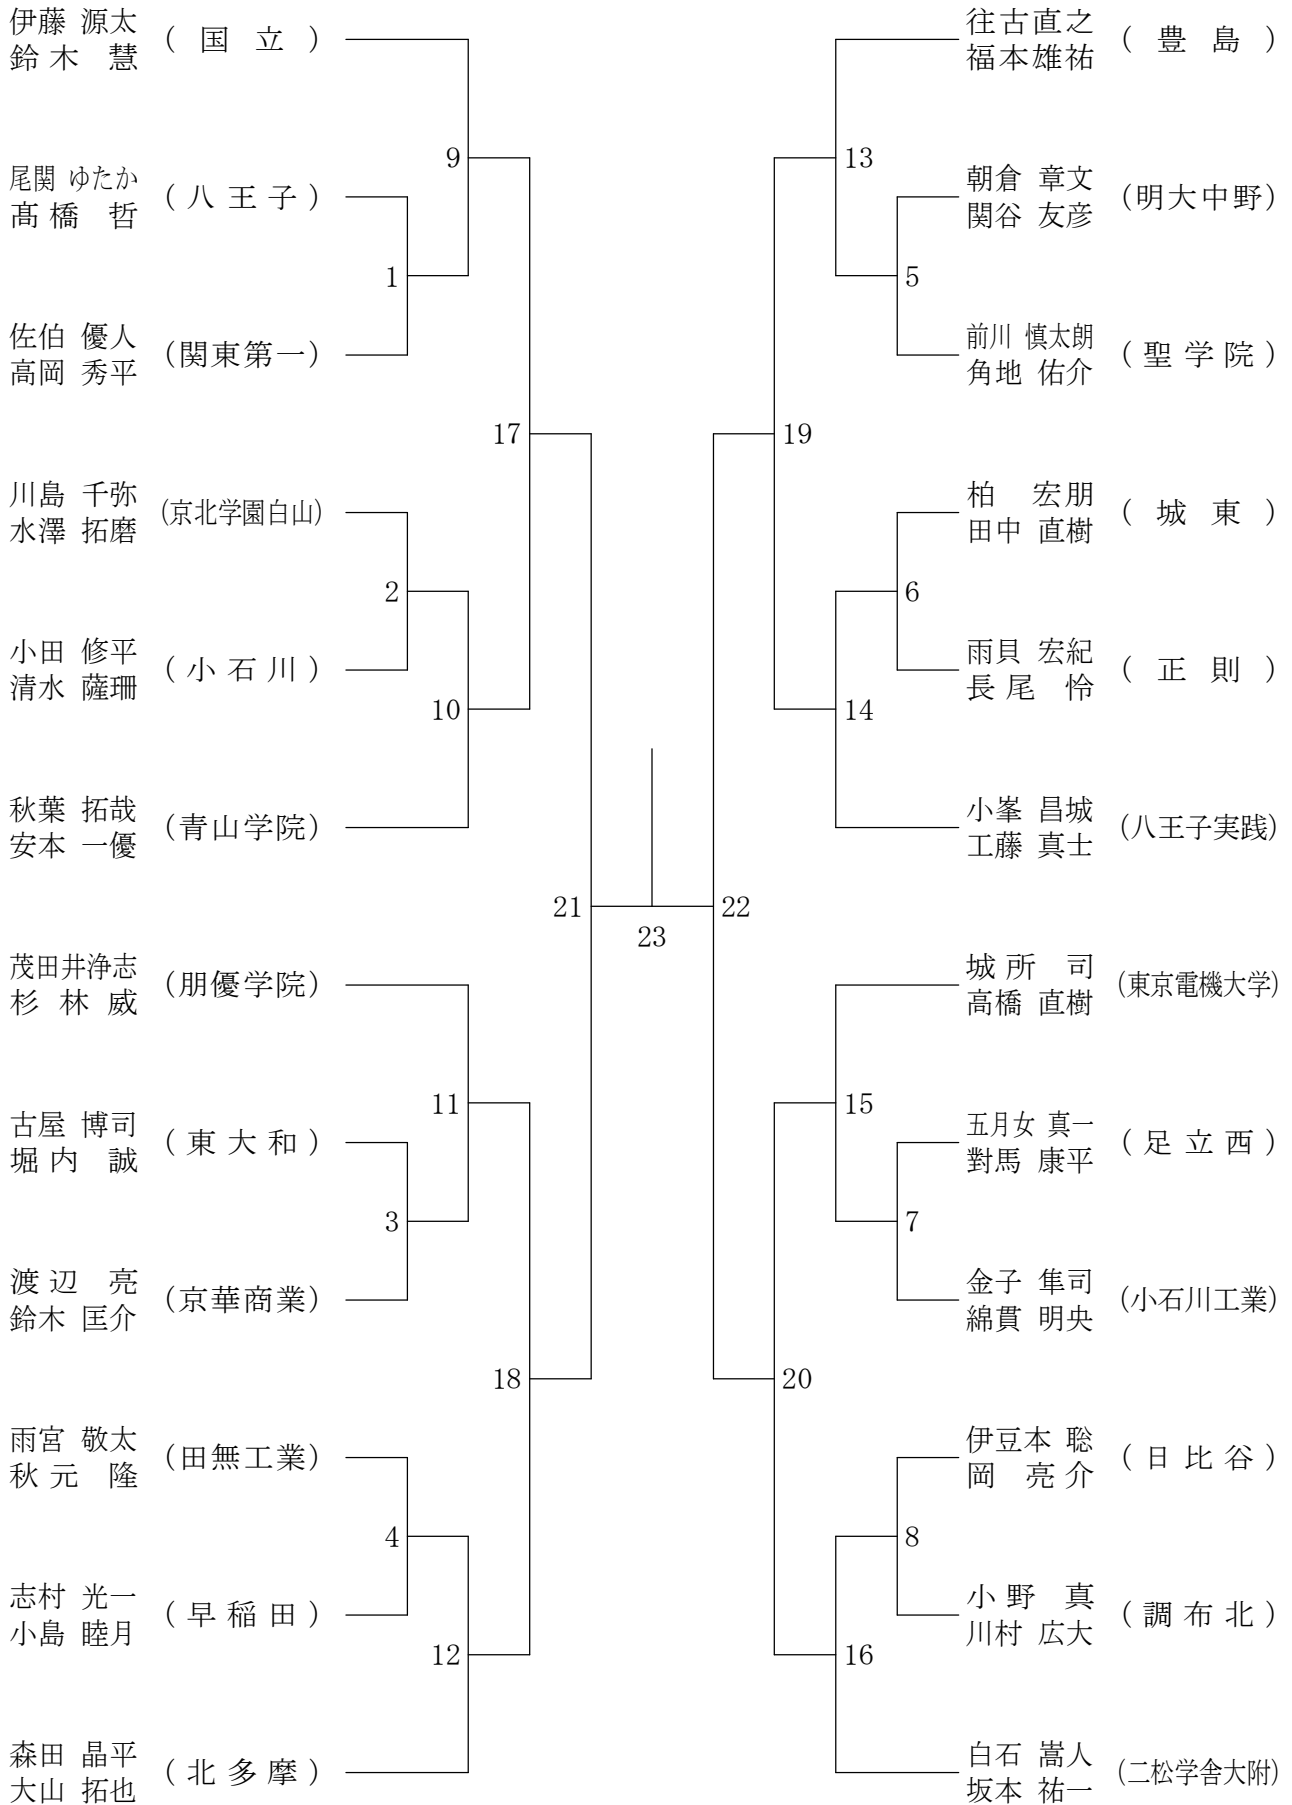 伊藤 源太
鈴木 慧
(国立)
尾関 ゆたか
髙橋 哲
(八王子)
佐伯 優人
高岡 秀平
(関東第一)
川島 千弥
水澤 拓磨
(京北学園白山)
小田 修平
清水 薩珊
(小石川)
秋葉 拓哉
安本 一優
(青山学院)
茂田井浄志
杉林威
(朋優学院)
古屋 博司
堀内 誠
(東大和)
渡辺 亮
鈴木 匡介
(京華商業)
雨宮 敬太
秋元 隆
(田無工業)
志村 光一
小島 睦月
(早稲田)
森田 晶平
大山 拓也
(北多摩)
1
2
3
4
9
10
11
12
17
18
21
23
22
19
20
13
14
15
16
5
6
7
8
往古直之
福本雄祐
(豊島)
朝倉 章文
関谷 友彦
(明大中野)
前川 慎太朗
角地 佑介
(聖学院)
柏 宏朋
田中 直樹
(城東)
雨貝 宏紀
長尾 怜
(正則)
小峯 昌城
工藤 真士
(八王子実践)
城所 司
高橋 直樹
(東京電機大学)
五月女 真一
對馬 康平
(足立西)
金子 隼司
綿貫 明央
(小石川工業)
伊豆本 聡
岡 亮介
(日比谷)
小野 真
川村 広大
(調布北)
白石 嵩人
坂本 祐一
(二松学舎大附)